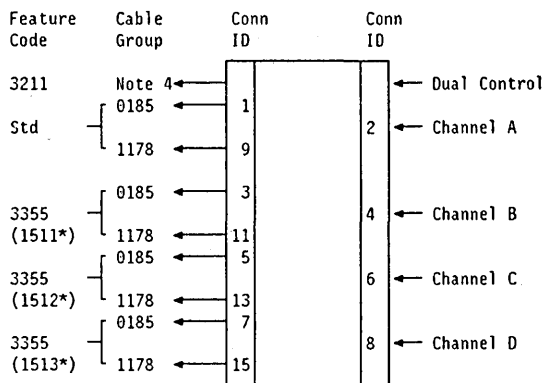 Feature Cable Conn Conn
Code Group ID ID
3211 Note 4 Dual Control
0185 1
Std 2 Channel A
1178 9
0185 3
3355 4 Channel B
(1511*) 1178 11
0185 5
3355 6 Channel C
(1512*) 1178 13
0185 7
3355 8 Channel D
(1513*) 1178 15